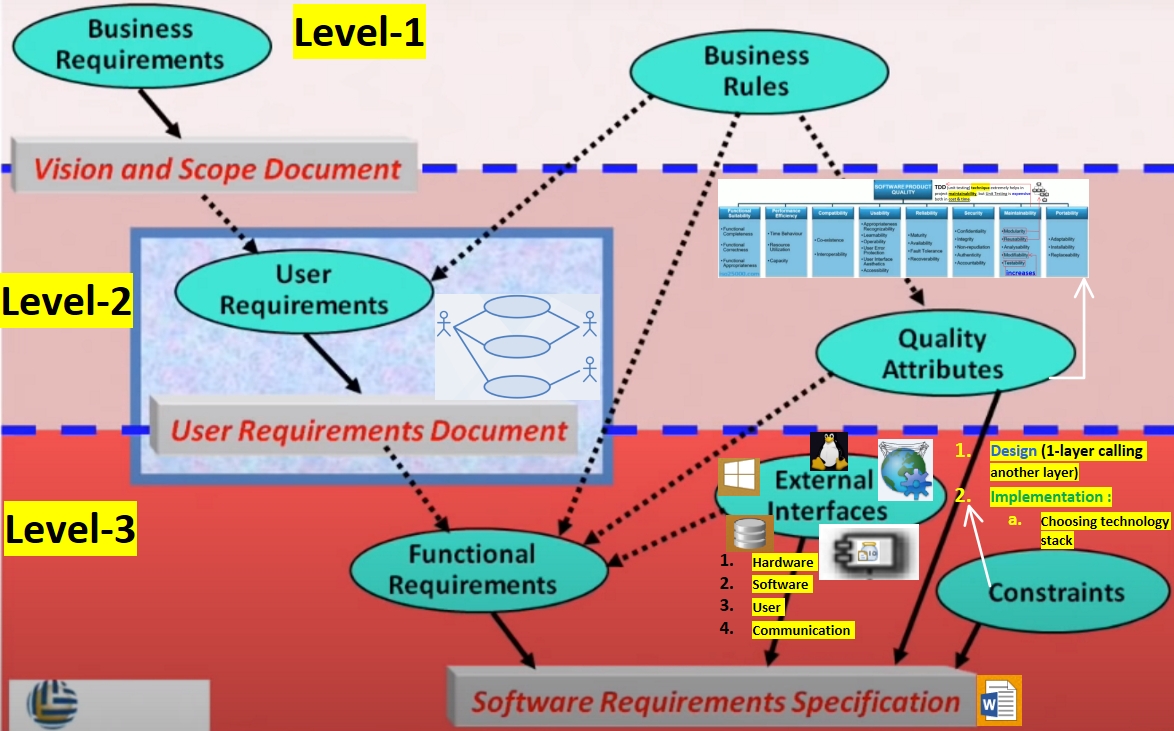 Business
Requirements
Level-1
Business
Rules
Vision and Scope Document
SOFTWARE PRODUCT
QUALITY
TDD (unit testing) technique extremely helps in
project maintainability, but Unit Testing is expensive
both in cost & time.
Functional
Suitability
Performance
Efficiency
Compatibility
Usability
Reliability
Security
Maintainability
Portability
• Functional
Completeness
• Functional
Correctness
• Functional
Appropriateness
• Time Behaviour
• Resource
Utilization
• Capacity
• Co-existence
• Interoperability
• Appropriateness
Recognizability
• Learnability
• Operability
• User Error
Protection
• User Interface
Aesthetics
• Accessibility
• Maturity
• Availability
• Fault Tolerance
• Recoverability
• Confidentiality
• Integrity
• Non-repudiation
• Authenticity
• Accountability
• Modularity
• Reusability
• Analysability
• Modifiability
• Testability
increases
• Adaptability
• Installability
• Replaceability
Level-2
User
Requirements
Quality
Attributes
User Requirements Document
Level-3
External
Interfaces
1. Design (1-layer calling
another layer)
2. Implementation :
a. Choosing technology
stack
Functional
Requirements
1. Hardware
2. Software
3. User
4. Communication
Constraints
Software Requirements Specification
W